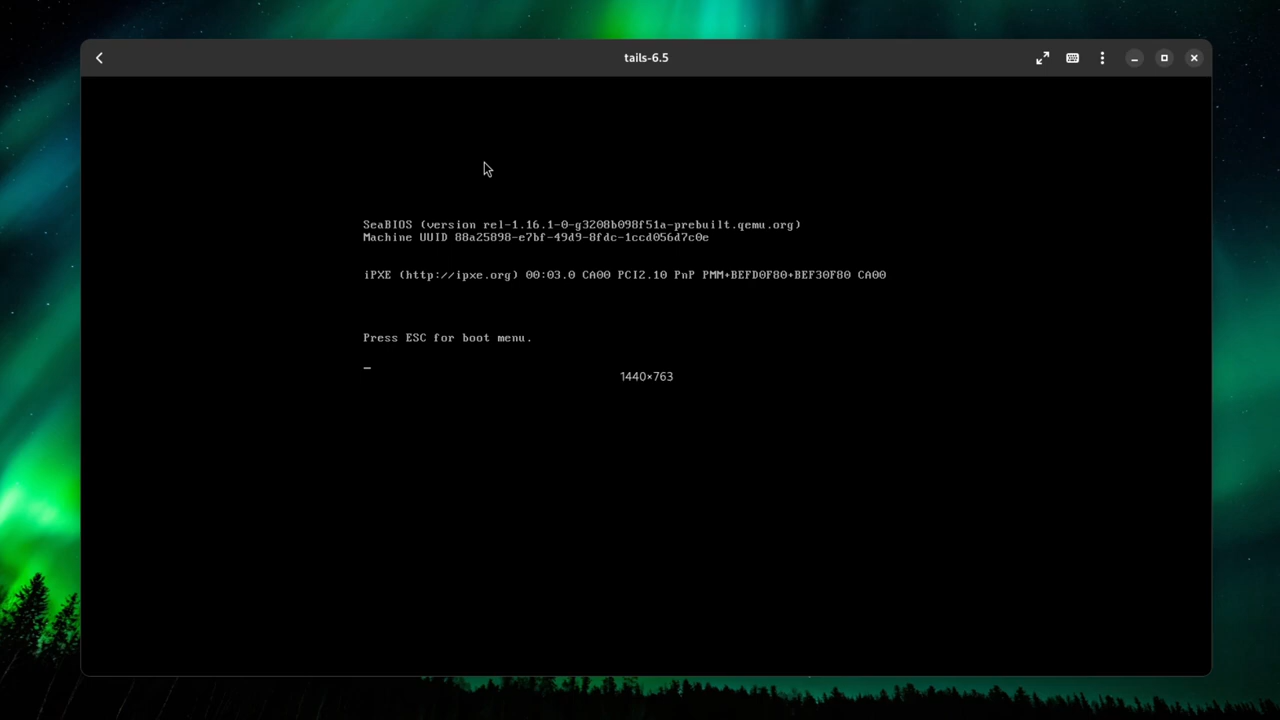 tails-6.5
SeaBIOS (version rel-1.16.1-0-g3208b098f51a-prebuilt.qemu.org)
Machine UUID 88a25898-e7bf-49d9-8fdc-1ccd056d7c0e
iPXE (http://ipxe.org) 00:03.0 CA00 PCI2.10 PnP PMM+BEFD0F80+BEF30F80 CA00
Press ESC for boot menu.
1440×763